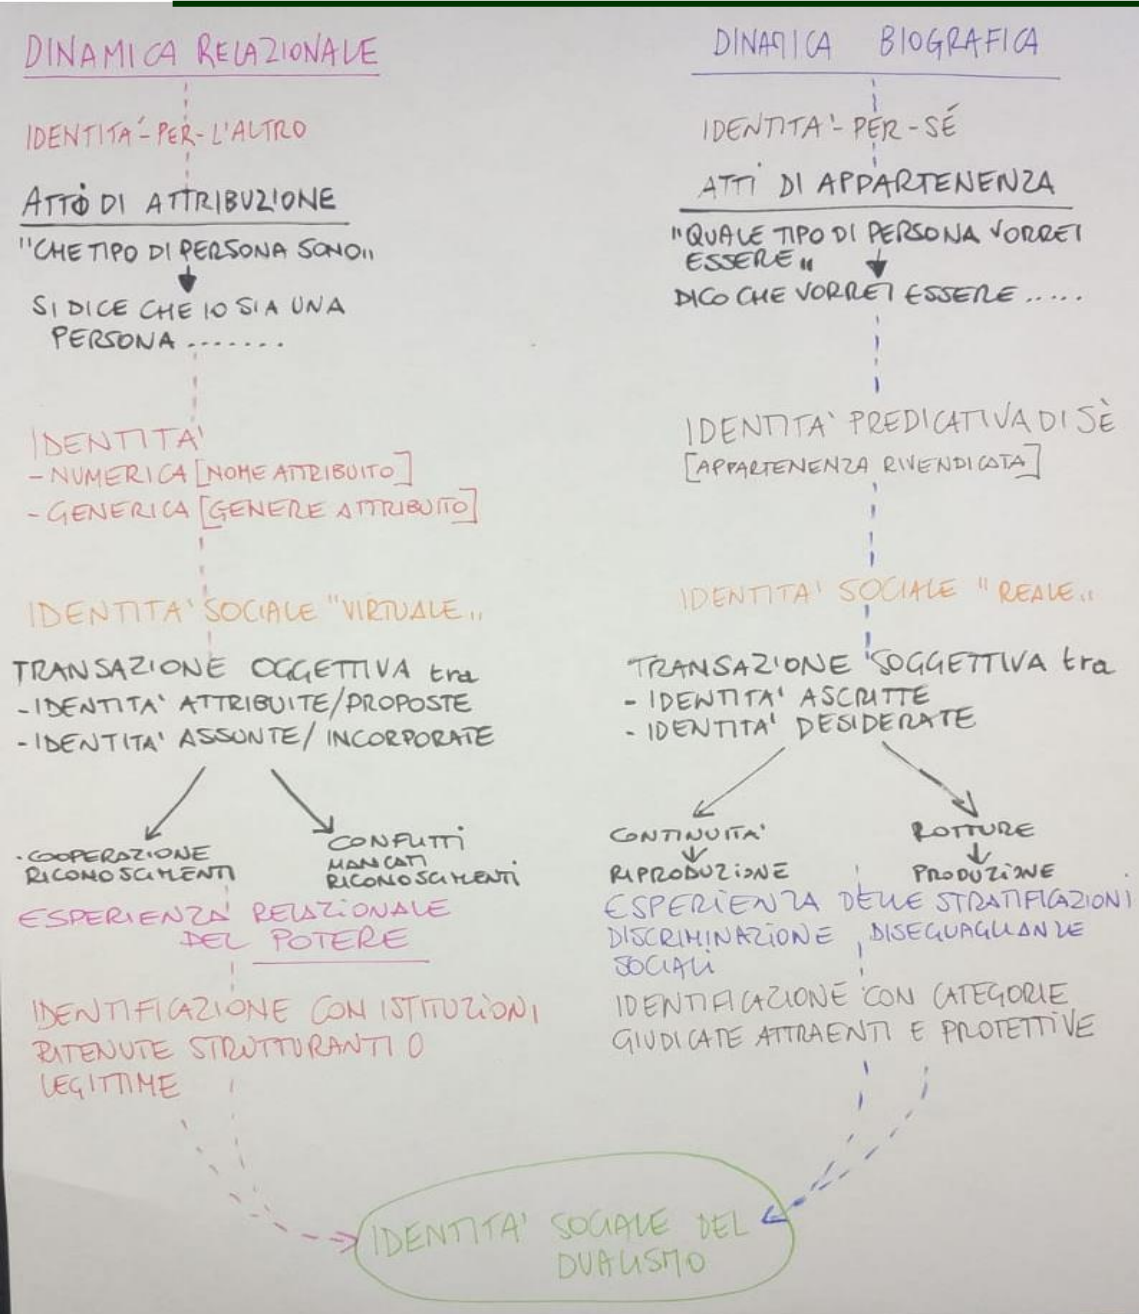 DINAMICA RELAZIONALE
IDENTITA'-PER-L'ALTRO
ATTO DI ATTRIBUZIONE
"CHE TIPO DI PERSONA SONO"
SI DICE CHE IO SIA UNA
PERSONA .......
IDENTITA'
- NUMERICA [NOME ATTRIBUITO]
- GENERICA [GENERE ATTRIBUITO]
IDENTITA' SOCIALE "VIRTUALE"
TRANSAZIONE OGGETTIVA tra
- IDENTITA' ATTRIBUITE/PROPOSTE
- IDENTITA' ASSUNTE/INCORPORATE
COOPERAZIONE
RICONOSCIMENTI
CONFLITTI
MANCATI
RICONOSCIMENTI
ESPERIENZA RELAZIONALE
DEL POTERE
IDENTIFICAZIONE CON ISTITUZIONI
RITENUTE STRUTTURANTI O
LEGITTIME
DINAMICA BIOGRAFICA
IDENTITA'-PER-SÉ
ATTI DI APPARTENENZA
"QUALE TIPO DI PERSONA VORREI
ESSERE"
DICO CHE VORREI ESSERE .....
IDENTITA' PREDICATIVA DI SÈ
[APPARTENENZA RIVENDICATA]
IDENTITA' SOCIALE "REALE"
TRANSAZIONE SOGGETTIVA tra
- IDENTITA' ASCRITTE
- IDENTITA' DESIDERATE
CONTINUITA'
RIPRODUZIONE
ROTTURE
PRODUZIONE
ESPERIENZA DELLE STRATIFICAZIONI
DISCRIMINAZIONE, DISEGUAGLIANZE
SOCIALI
IDENTIFICAZIONE CON CATEGORIE
GIUDICATE ATTRAENTI E PROTETTIVE
IDENTITA' SOCIALE DEL
DUALISMO